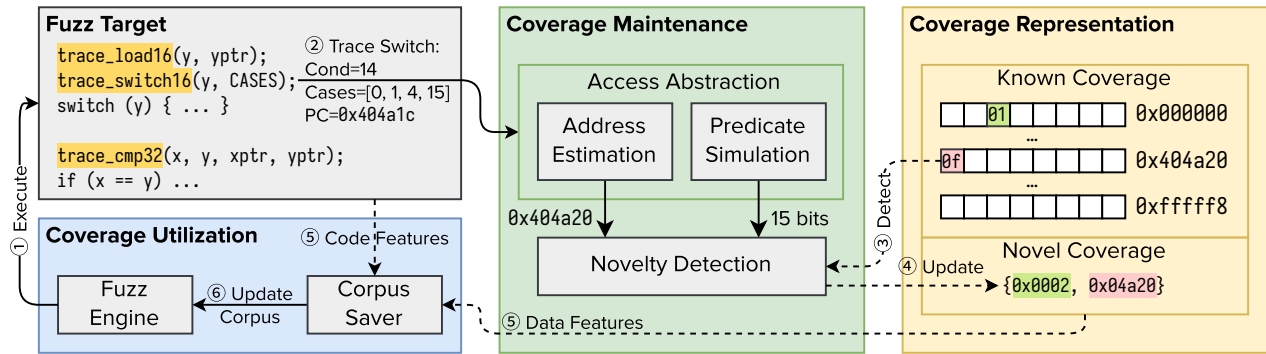 Fuzz Target
trace_load16(y, yptr);
trace_switch16(y, CASES);
switch (y) { ... }
trace_cmp32(x, y, xptr, yptr);
if (x == y) ...
② Trace Switch:
Cond=14
Cases=[0, 1, 4, 15]
PC=0x404a1c
① Execute
Coverage Utilization
⑤ Code Features
Fuzz
Engine
⑥ Update
Corpus
Corpus
Saver
Coverage Maintenance
Access Abstraction
Address
Estimation
Predicate
Simulation
0x404a20
15 bits
Novelty Detection
③ Detect
④ Update
⑤ Data Features
Coverage Representation
Known Coverage
01
0x000000
...
0f
0x404a20
...
0xfffff8
Novel Coverage
{0x0002, 0x04a20}